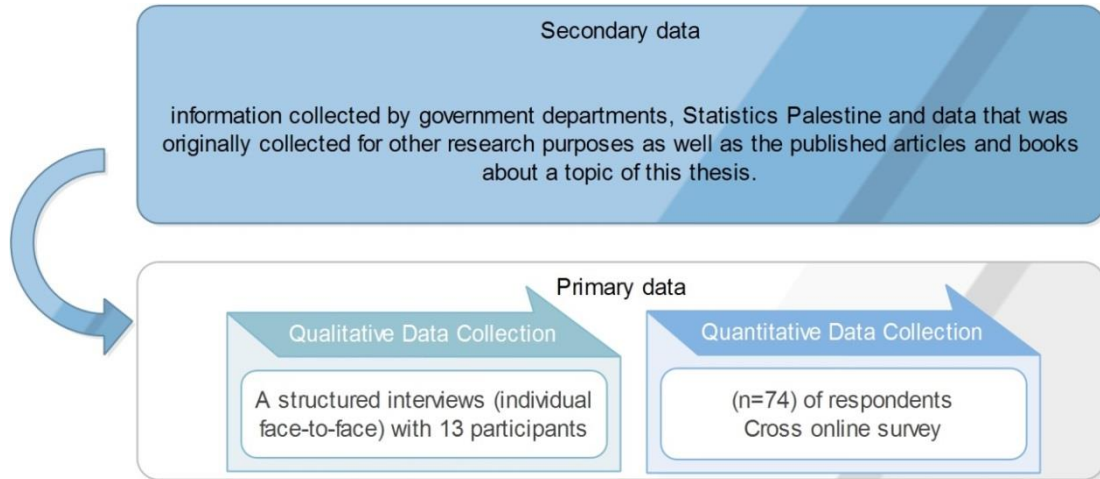 Secondary data
information collected by government departments, Statistics Palestine and data that was
originally collected for other research purposes as well as the published articles and books
about a topic of this thesis.
Primary data
Qualitative Data Collection
A structured interviews (individual
face-to-face) with 13 participants
Quantitative Data Collection
(n=74) of respondents
Cross online survey